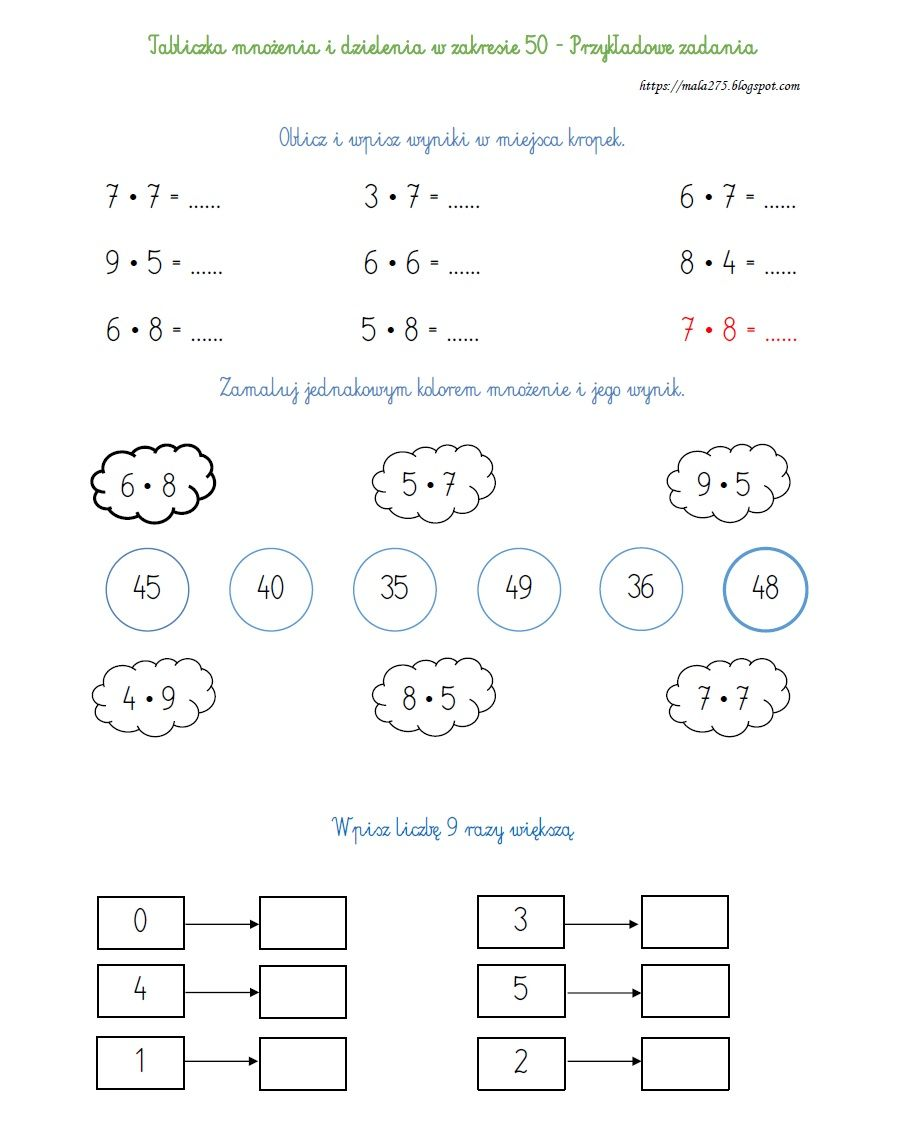 Tabliczka mnożenia i dzielenia w zakresie 50 - Przykładowe zadania
https://mala275.blogspot.com
Oblicz i wpisz wyniki w miejsca kropek.
7 • 7 = ...... 3 • 7 = ...... 6 • 7 = ......
9 • 5 = ...... 6 • 6 = ...... 8 • 4 = ......
6 • 8 = ...... 5 • 8 = ...... 7 • 8 = ......
Zamaluj jednakowym kolorem mnożenie i jego wynik.
6 • 8 5 • 7 9 • 5
45 40 35 49 36 48
4 • 9 8 • 5 7 • 7
Wpisz liczbę 9 razy większą
0 3
4 5
1 2